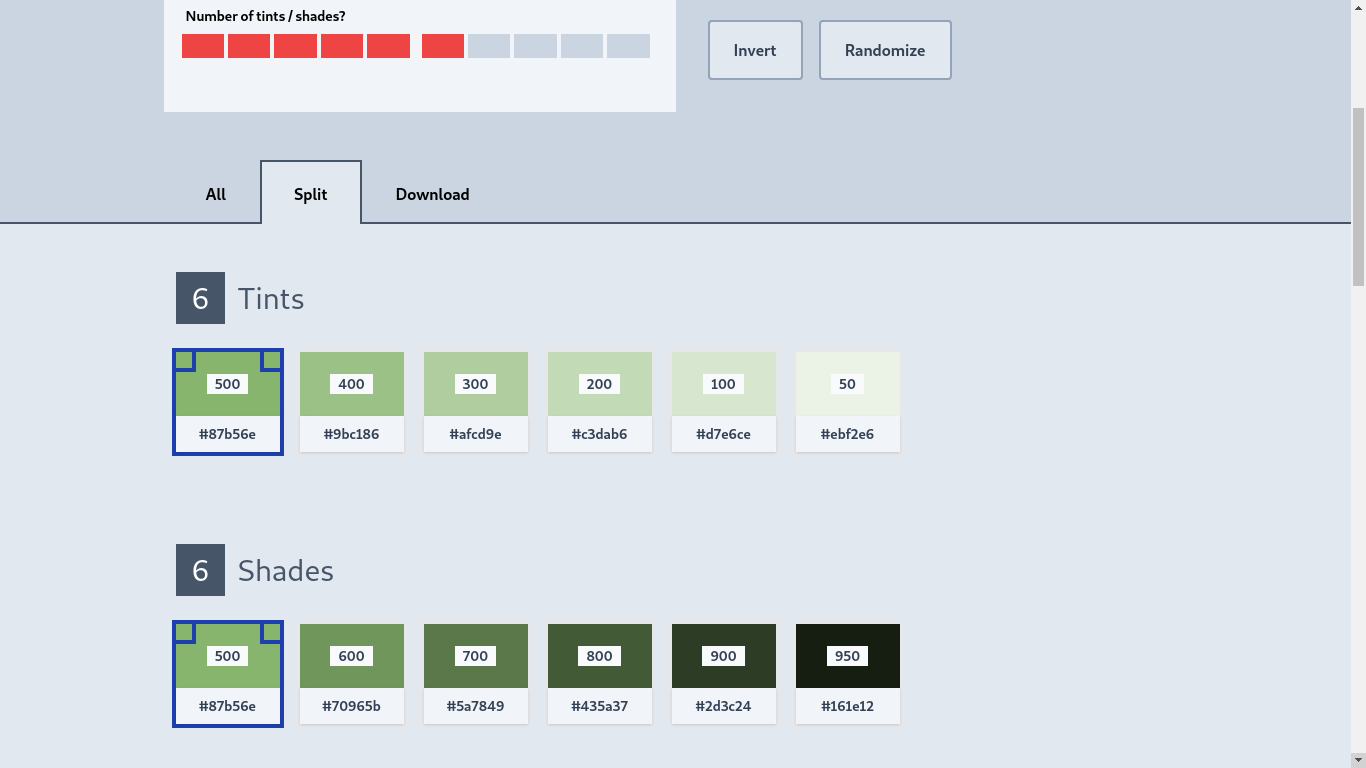 Number of tints / shades?
Invert
Randomize
All
Split
Download
6 Tints
500
400
300
200
100
50
#87b56e
#9bc186
#afcd9e
#c3dab6
#d7e6ce
#ebf2e6
6 Shades
500
600
700
800
900
950
#87b56e
#70965b
#5a7849
#435a37
#2d3c24
#161e12